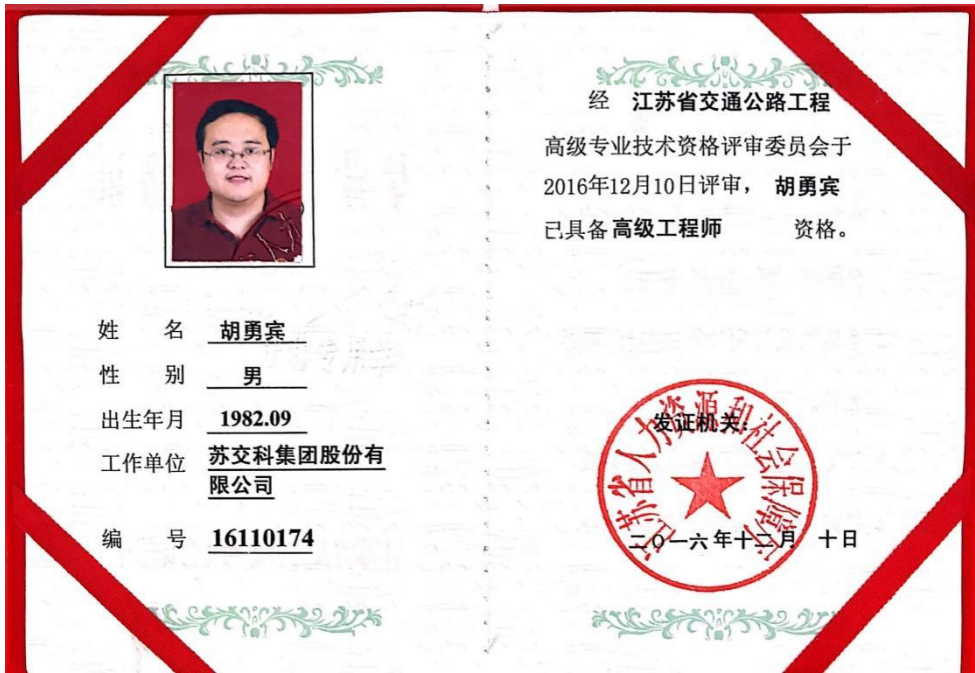 姓 名 胡勇宾
性 别 男
出生年月 1982.09
工作单位 苏交科集团股份有
限公司
编 号 16110174
经 江苏省交通公路工程
高级专业技术资格评审委员会于
2016年12月10日评审， 胡勇宾
已具备 高级工程师 资格。
发证机关：
江苏省人力资源和社会保障厅
二〇一六年十二月 十日